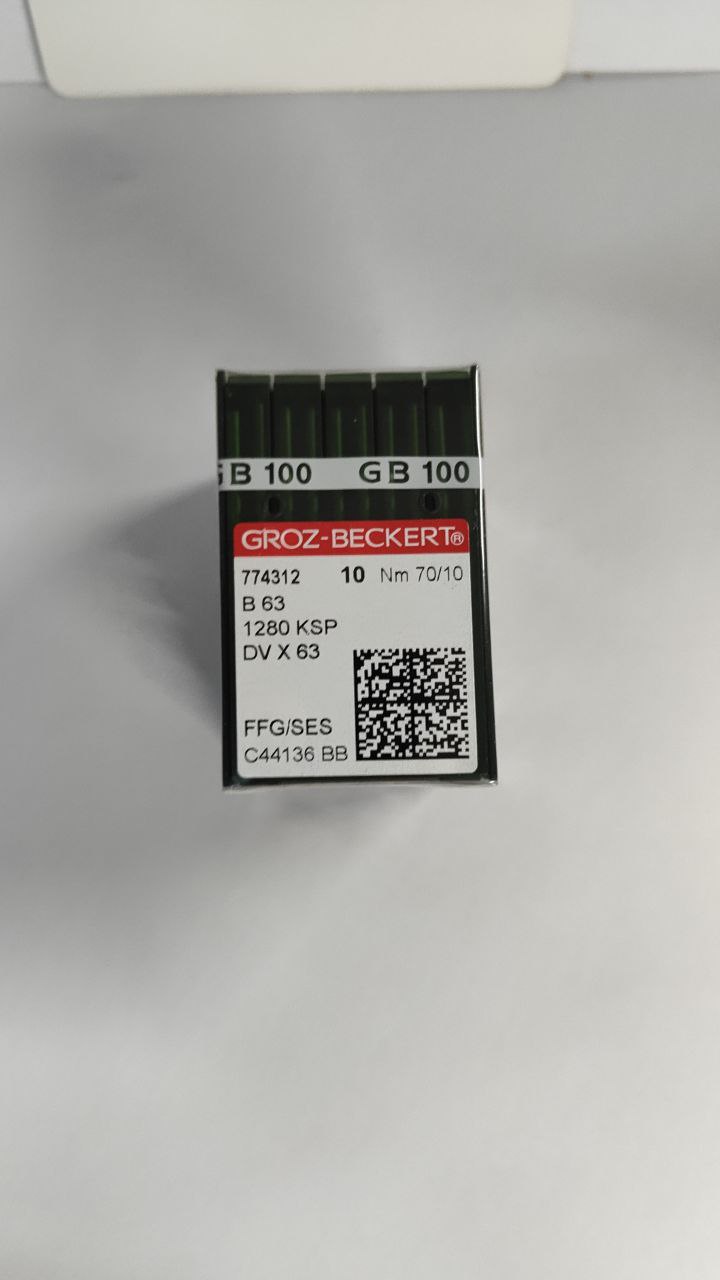 GB 100 GB 100
GROZ-BECKERT®
774312 10 Nm 70/10
B 63
1280 KSP
DV X 63
FFG/SES
C44136 BB